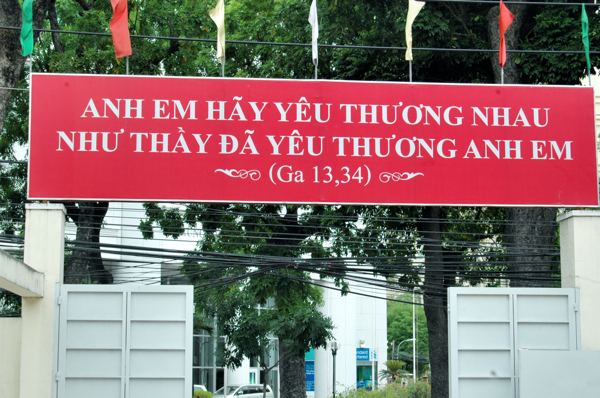 ANH EM HÃY YÊU THƯƠNG NHAU
NHƯ THẦY ĐÃ YÊU THƯƠNG ANH EM
(Ga 13,34)